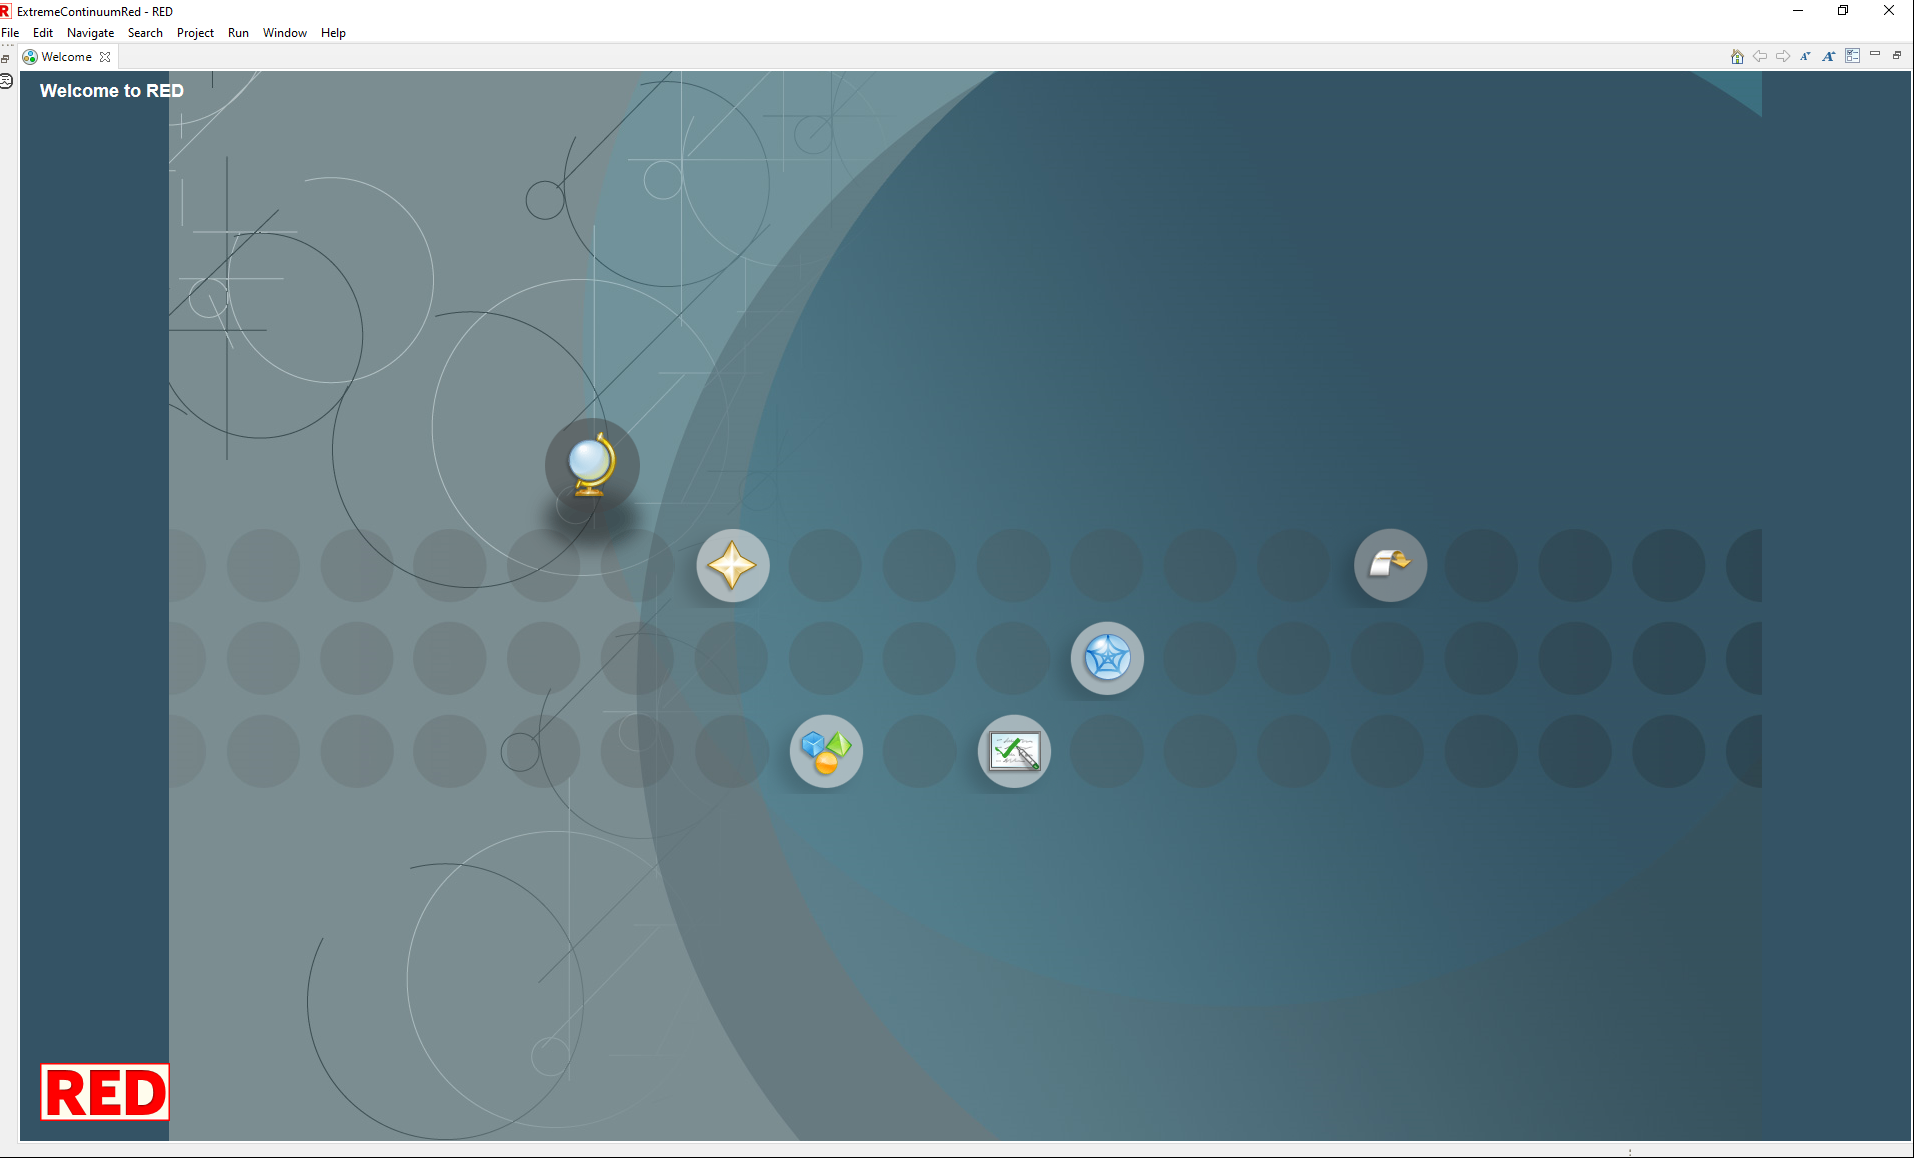 R ExtremeContinuumRed - RED
File Edit Navigate Search Project Run Window Help
Welcome
Welcome to RED
RED